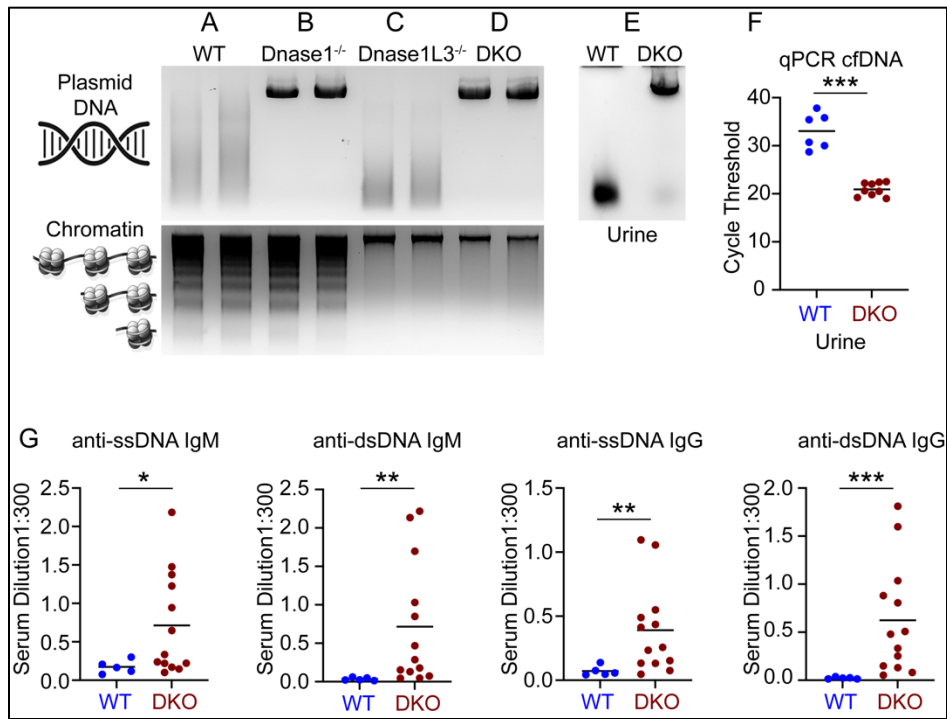 A B C D E F
WT Dnase1-/- Dnase1L3-/- DKO
WT DKO
qPCR cfDNA
***
Plasmid
DNA
Chromatin
Urine
Cycle Threshold
40
30
20
10
0
WT DKO
Urine
G
anti-ssDNA IgM
*
Serum Dilution1:300
2.5
2.0
1.5
1.0
0.5
0.0
WT DKO
anti-dsDNA IgM
**
Serum Dilution1:300
2.5
2.0
1.5
1.0
0.5
0.0
WT DKO
anti-ssDNA IgG
**
Serum Dilution1:300
1.5
1.0
0.5
0.0
WT DKO
anti-dsDNA IgG
***
Serum Dilution1:300
2.0
1.5
1.0
0.5
0.0
WT DKO